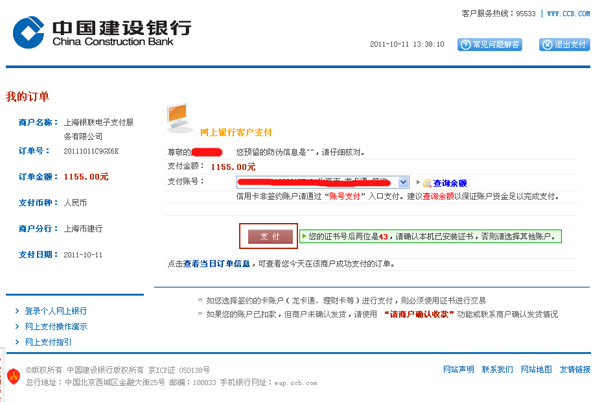 中国建设银行
China Construction Bank
客户服务热线：95533 | WWW.CCB.COM
2011-10-11 13:38:10 常见问题解答 退出支付
我的订单
商户名称： 上海银联电子支付服
务有限公司
订单号： 20111011C9GX6K
订单金额： 1155.00元
支付币种： 人民币
商户分行： 上海市建行
支付日期： 2011-10-11
网上银行客户支付
尊敬的 您预留的防伪信息是""，请仔细核对。
支付金额： 1155.00元
支付账号： 查询余额
信用卡非签约账户请通过"账号支付"入口支付。建议查询余额以保证账户资金足以完成支付。
支 付
您的证书号后两位是43，请确认本机已安装证书，否则请选择其他账户。
点击查看当日订单信息，可查看您今天在该商户成功支付的订单。
登录个人网上银行
网上支付操作演示
网上支付指引
如您选择签约的卡账户（龙卡通、理财卡等）进行支付，则必须使用证书进行交易
如果您的账户已扣款，但商户未确认发货，请使用 "请商户确认收款" 功能或联系商户确认发货情况
©版权所有 中国建设银行版权所有 京ICP证 050138号
总行地址：中国北京西城区金融大街25号 邮编：100033 手机银行网址：wap.ccb.com
网站声明 联系我们 网站地图 友情链接